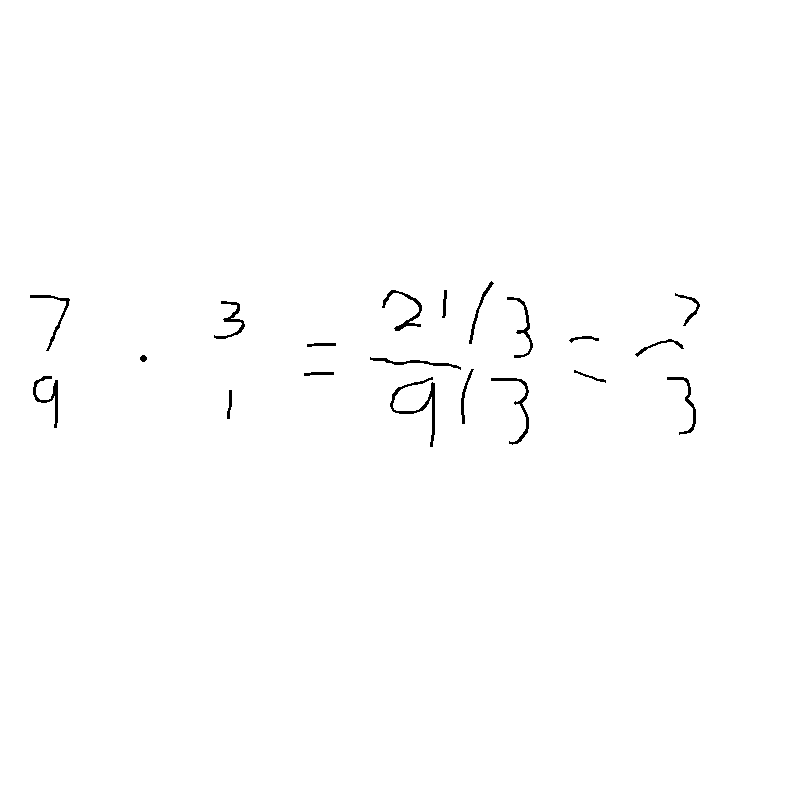 7/9 · 3/1 = (21/3)/(9/3) = 7/3